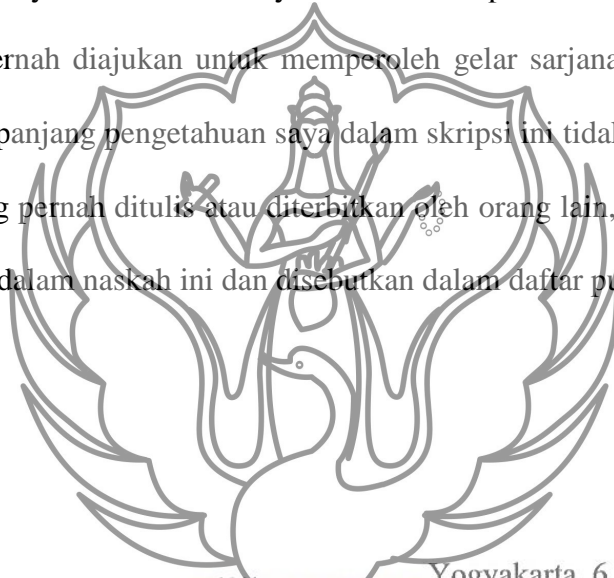 ernah diajukan untuk memperoleh gelar sarjana
panjang pengetahuan saya dalam skripsi ini tidak
g pernah ditulis atau diterbitkan oleh orang lain,
dalam naskah ini dan disebutkan dalam daftar pu
Yogyakarta, 6